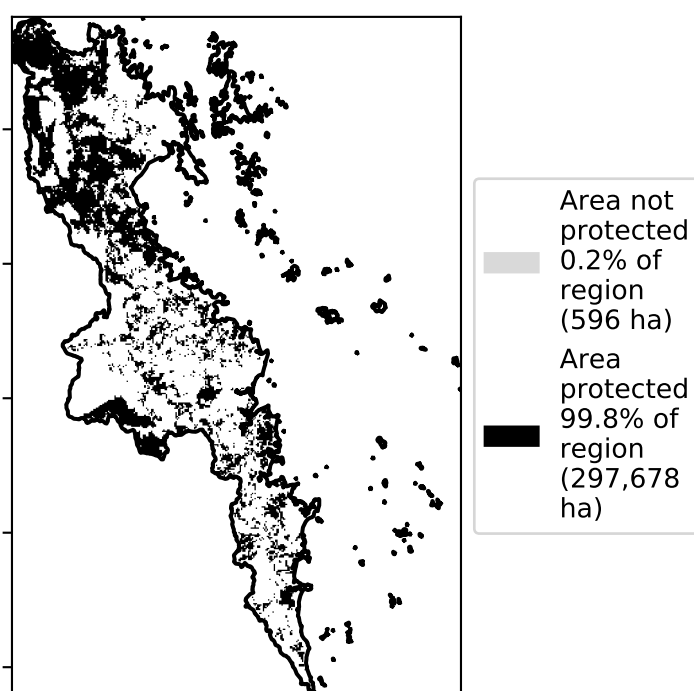 Area not
protected
0.2% of
region
(596 ha)
Area
protected
99.8% of
region
(297,678
ha)